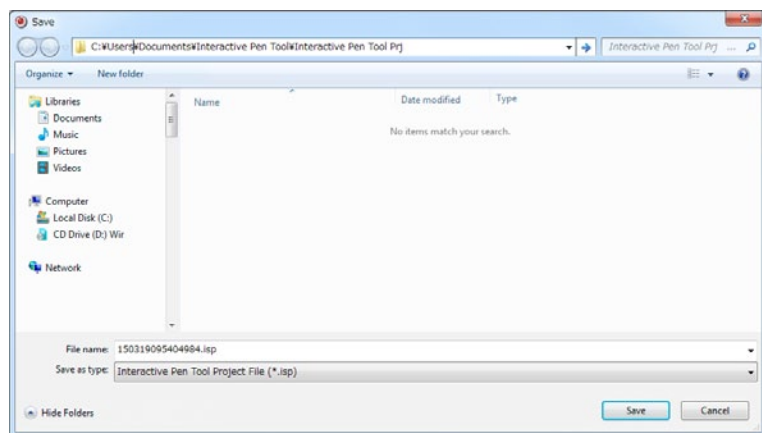 Save
C:¥Users¥Documents¥Interactive Pen Tool¥Interactive Pen Tool Prj
Interactive Pen Tool Prj ...
Organize
New folder
Libraries
Documents
Music
Pictures
Videos
Computer
Local Disk (C:)
CD Drive (D:) Wir
Network
Name
Date modified
Type
No items match your search.
File name:
150319095404984.isp
Save as type:
Interactive Pen Tool Project File (*.isp)
Hide Folders
Save
Cancel